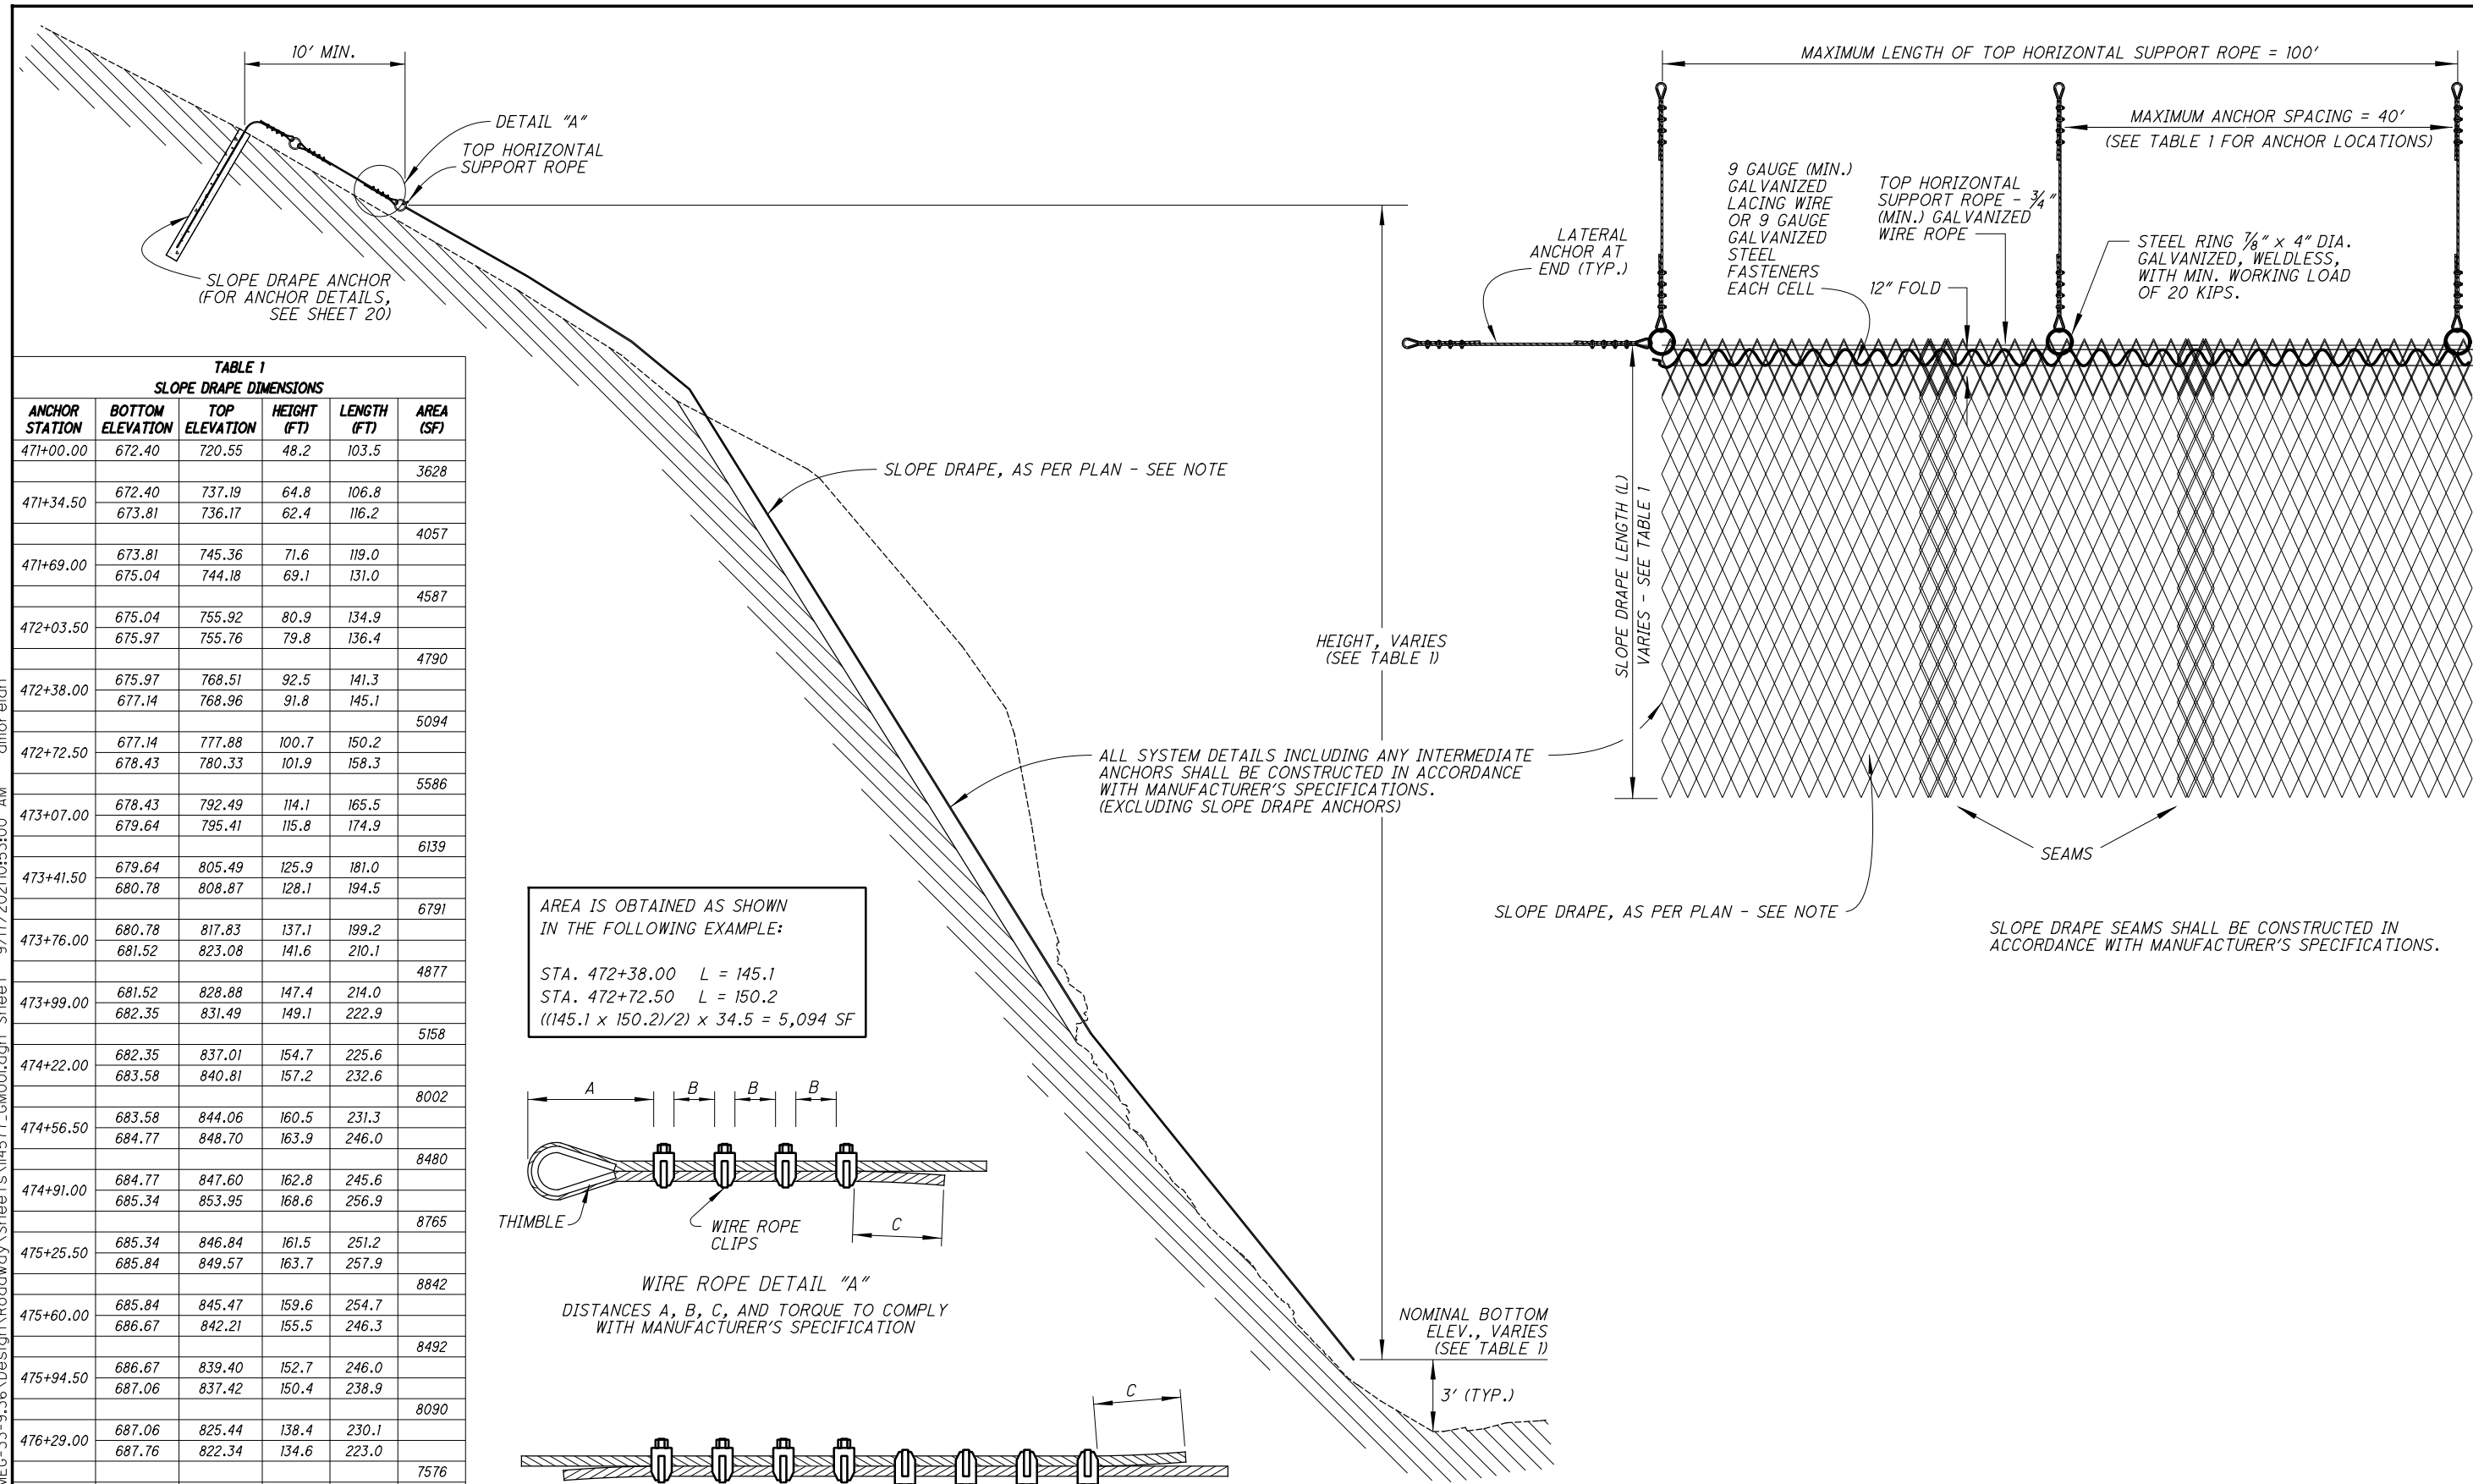 10' MIN.
DETAIL "A"
TOP HORIZONTAL
SUPPORT ROPE
SLOPE DRAPE ANCHOR
(FOR ANCHOR DETAILS,
SEE SHEET 20)
MAXIMUM LENGTH OF TOP HORIZONTAL SUPPORT ROPE = 100'
MAXIMUM ANCHOR SPACING = 40'
(SEE TABLE 1 FOR ANCHOR LOCATIONS)
9 GAUGE (MIN.)
GALVANIZED
LACING WIRE
OR 9 GAUGE
GALVANIZED
STEEL
FASTENERS
EACH CELL
TOP HORIZONTAL
SUPPORT ROPE - 3/4"
(MIN.) GALVANIZED
WIRE ROPE
LATERAL
ANCHOR AT
END (TYP.)
12" FOLD
STEEL RING 7/8" x 4" DIA.
GALVANIZED, WELDLESS,
WITH MIN. WORKING LOAD
OF 20 KIPS.
TABLE 1
SLOPE DRAPE DIMENSIONS
ANCHOR STATION BOTTOM ELEVATION TOP ELEVATION HEIGHT (FT) LENGTH (FT) AREA (SF)
471+00.00 672.40 720.55 48.2 103.5
3628
471+34.50 672.40 737.19 64.8 106.8
673.81 736.17 62.4 116.2
4057
471+69.00 673.81 745.36 71.6 119.0
675.04 744.18 69.1 131.0
4587
472+03.50 675.04 755.92 80.9 134.9
675.97 755.76 79.8 136.4
4790
472+38.00 675.97 768.51 92.5 141.3
677.14 768.96 91.8 145.1
5094
472+72.50 677.14 777.88 100.7 150.2
678.43 780.33 101.9 158.3
5586
473+07.00 678.43 792.49 114.1 165.5
679.64 795.41 115.8 174.9
6139
473+41.50 679.64 805.49 125.9 181.0
680.78 808.87 128.1 194.5
6791
473+76.00 680.78 817.83 137.1 199.2
681.52 823.08 141.6 210.1
4877
473+99.00 681.52 828.88 147.4 214.0
682.35 831.49 149.1 222.9
5158
474+22.00 682.35 837.01 154.7 225.6
683.58 840.81 157.2 232.6
8002
474+56.50 683.58 844.06 160.5 231.3
684.77 848.70 163.9 246.0
8480
474+91.00 684.77 847.60 162.8 245.6
685.34 853.95 168.6 256.9
8765
475+25.50 685.34 846.84 161.5 251.2
685.84 849.57 163.7 257.9
8842
475+60.00 685.84 845.47 159.6 254.7
686.67 842.21 155.5 246.3
8492
475+94.50 686.67 839.40 152.7 246.0
687.06 837.42 150.4 238.9
8090
476+29.00 687.06 825.44 138.4 230.1
687.76 822.34 134.6 223.0
7576
SLOPE DRAPE, AS PER PLAN - SEE NOTE
HEIGHT, VARIES
(SEE TABLE 1)
SLOPE DRAPE LENGTH (L)
VARIES - SEE TABLE 1
ALL SYSTEM DETAILS INCLUDING ANY INTERMEDIATE
ANCHORS SHALL BE CONSTRUCTED IN ACCORDANCE
WITH MANUFACTURER'S SPECIFICATIONS.
(EXCLUDING SLOPE DRAPE ANCHORS)
SEAMS
SLOPE DRAPE, AS PER PLAN - SEE NOTE
SLOPE DRAPE SEAMS SHALL BE CONSTRUCTED IN
ACCORDANCE WITH MANUFACTURER'S SPECIFICATIONS.
AREA IS OBTAINED AS SHOWN
IN THE FOLLOWING EXAMPLE:
STA. 472+38.00 L = 145.1
STA. 472+72.50 L = 150.2
((145.1 x 150.2)/2) x 34.5 = 5,094 SF
A B B B
THIMBLE
WIRE ROPE
CLIPS
C
WIRE ROPE DETAIL "A"
DISTANCES A, B, C, AND TORQUE TO COMPLY
WITH MANUFACTURER'S SPECIFICATION
NOMINAL BOTTOM
ELEV., VARIES
(SEE TABLE 1)
3' (TYP.)
C